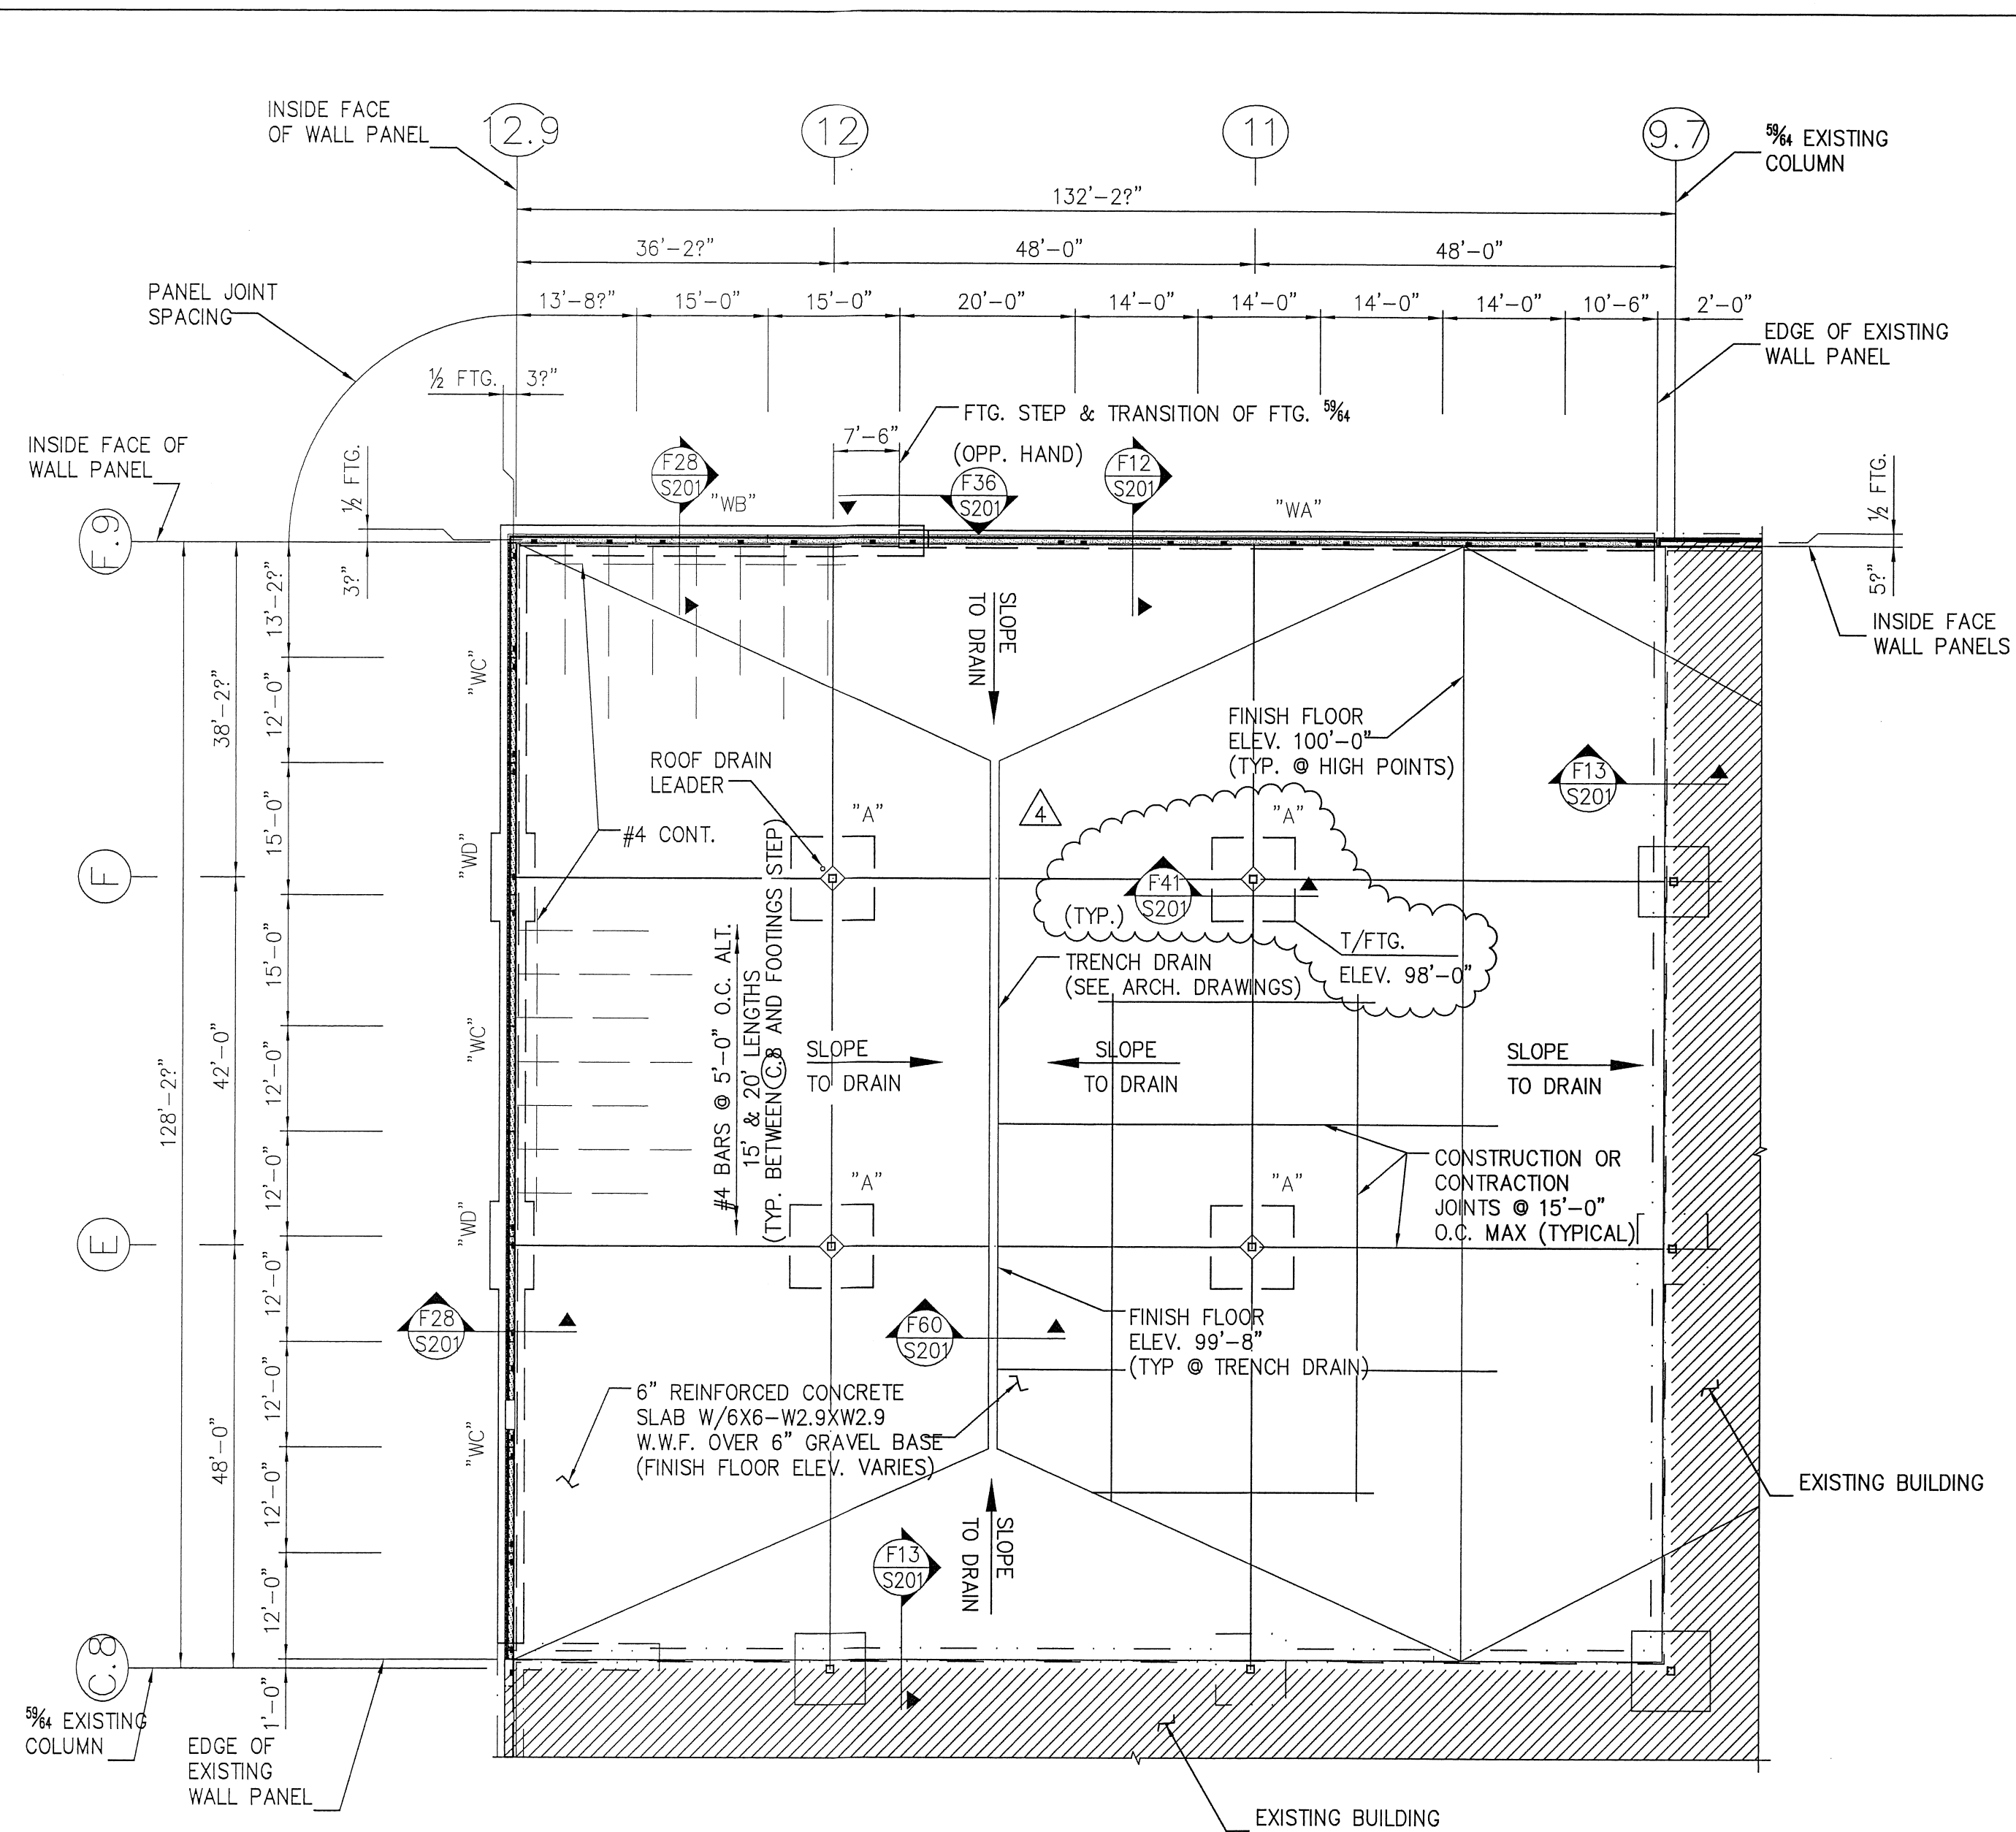 INSIDE FACE
OF WALL PANEL
12.9
12
11
9.7
59/64 EXISTING
COLUMN
132'-2?"
36'-2?"
48'-0"
48'-0"
PANEL JOINT
SPACING
13'-8?"
15'-0"
15'-0"
20'-0"
14'-0"
14'-0"
14'-0"
14'-0"
10'-6"
2'-0"
EDGE OF EXISTING
WALL PANEL
½ FTG.
3?"
FTG. STEP & TRANSITION OF FTG. 59/64
(OPP. HAND)
7'-6"
INSIDE FACE OF
WALL PANEL
½ FTG.
3?"
F28
S201
"WB"
F36
S201
F12
S201
"WA"
½ FTG.
5?"
F.9
INSIDE FACE
WALL PANELS
13'-2?"
12'-0"
15'-0"
15'-0"
12'-0"
12'-0"
12'-0"
12'-0"
12'-0"
12'-0"
1'-0"
38'-2?"
42'-0"
48'-0"
128'-2?"
"WC"
"WD"
"WC"
"WD"
"WC"
SLOPE
TO DRAIN
FINISH FLOOR
ELEV. 100'-0"
(TYP. @ HIGH POINTS)
F13
S201
ROOF DRAIN
LEADER
"A"
4
"A"
#4 CONT.
F
F41
S201
(TYP.)
T/FTG.
ELEV. 98'-0"
TRENCH DRAIN
(SEE ARCH. DRAWINGS)
#4 BARS @ 5'-0" O.C. ALT.
15' & 20' LENGTHS
(TYP. BETWEEN C.8 AND FOOTINGS STEP)
SLOPE
TO DRAIN
SLOPE
TO DRAIN
SLOPE
TO DRAIN
CONSTRUCTION OR
CONTRACTION
JOINTS @ 15'-0"
O.C. MAX (TYPICAL)
"A"
"A"
E
F28
S201
F60
S201
FINISH FLOOR
ELEV. 99'-8"
(TYP @ TRENCH DRAIN)
6" REINFORCED CONCRETE
SLAB W/6X6-W2.9XW2.9
W.W.F. OVER 6" GRAVEL BASE
(FINISH FLOOR ELEV. VARIES)
EXISTING BUILDING
F13
S201
SLOPE
TO DRAIN
C.8
59/64 EXISTING
COLUMN
EDGE OF
EXISTING
WALL PANEL
EXISTING BUILDING